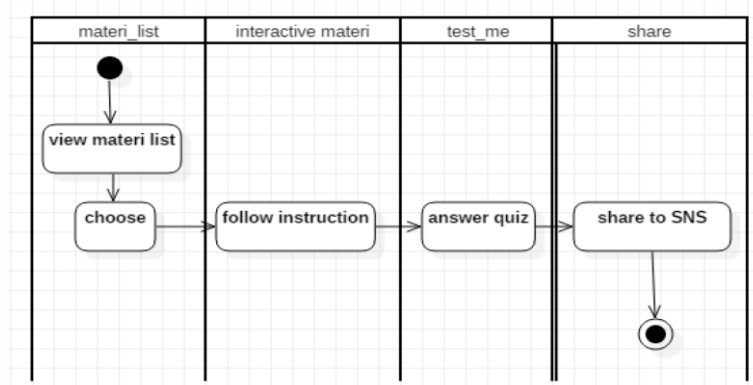 materi_list
interactive materi
test_me
share
view materi list
choose
follow instruction
answer quiz
share to SNS